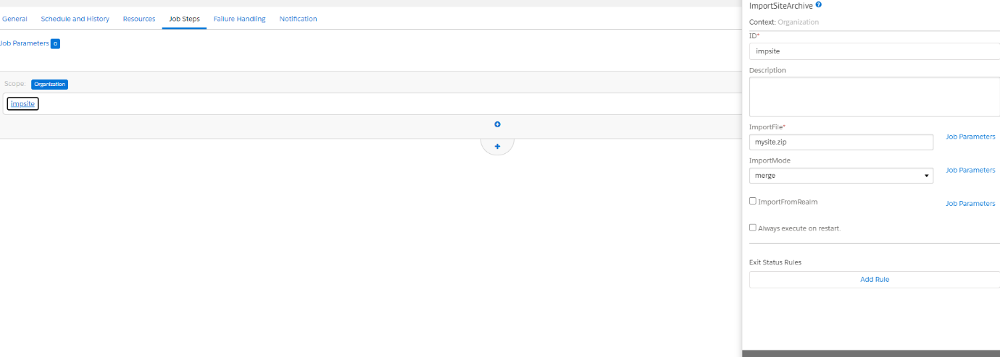 General Schedule and History Resources Job Steps Failure Handling Notification
Job Parameters 0
Scope: Organization
impsite
ImportSiteArchive
Context: Organization
ID*
impsite
Description
ImportFile*
mysite.zip
Job Parameters
ImportMode
merge
Job Parameters
ImportFromRealm
Job Parameters
Always execute on restart.
Exit Status Rules
Add Rule